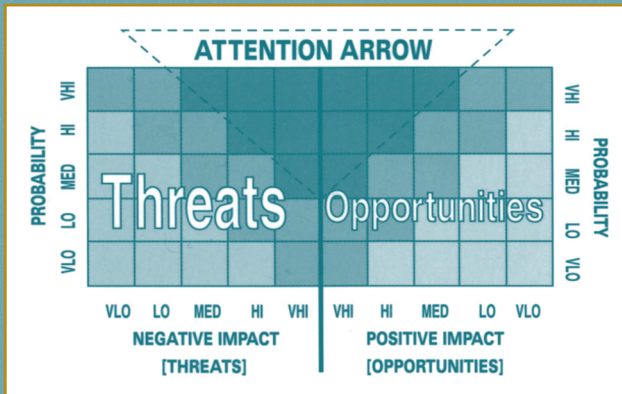 ATTENTION ARROW
PROBABILITY
VHI
HI
MED
LO
VLO
Threats
Opportunities
VHI
HI
MED
LO
VLO
PROBABILITY
VLO LO MED HI VHI VHI HI MED LO VLO
NEGATIVE IMPACT
[THREATS]
POSITIVE IMPACT
[OPPORTUNITIES]